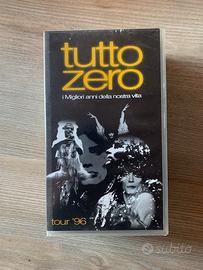 tutto
zero
i Migliori anni della nostra vita
tour '96
subito